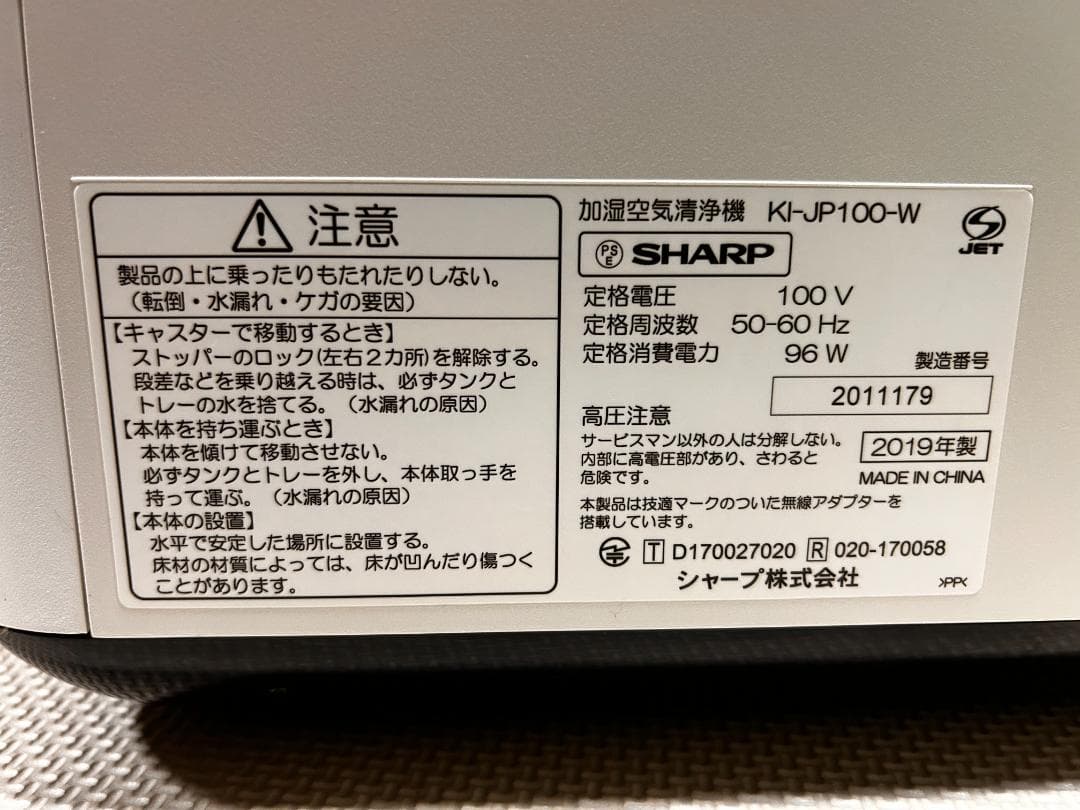 注意
製品の上に乗ったりもたれたりしない。
（転倒・水漏れ・ケガの要因）
【キャスターで移動するとき】
ストッパーのロック(左右2カ所)を解除する。
段差などを乗り越える時は、必ずタンクと
トレーの水を捨てる。（水漏れの原因）
【本体を持ち運ぶとき】
本体を傾けて移動させない。
必ずタンクとトレーを外し、本体取っ手を
持って運ぶ。（水漏れの原因）
【本体の設置】
水平で安定した場所に設置する。
床材の材質によっては、床が凹んだり傷つく
ことがあります。
加湿空気清浄機 KI-JP100-W
JET
PSE SHARP
定格電圧 100 V
定格周波数 50-60 Hz
定格消費電力 96 W
製造番号
2011179
高圧注意
サービスマン以外の人は分解しない。
内部に高電圧部があり、さわると
危険です。
2019年製
MADE IN CHINA
本製品は技適マークのついた無線アダプターを
搭載しています。
T D170027020 R 020-170058
シャープ株式会社
>PP<